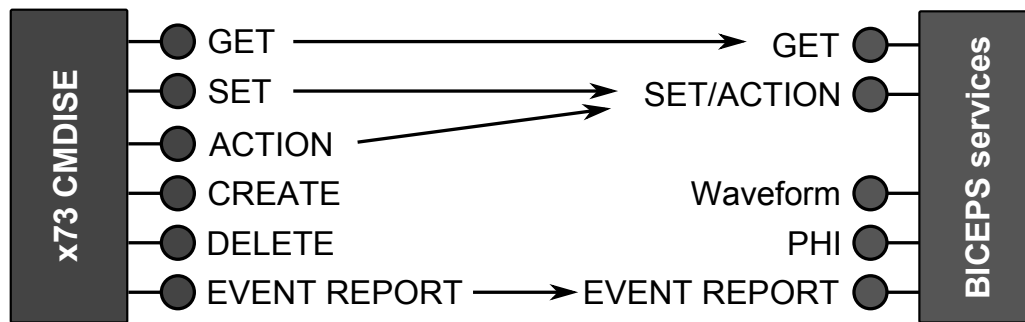 x73 CMDISE
GET
SET
ACTION
CREATE
DELETE
EVENT REPORT
GET
SET/ACTION
Waveform
PHI
EVENT REPORT
BICEPS services